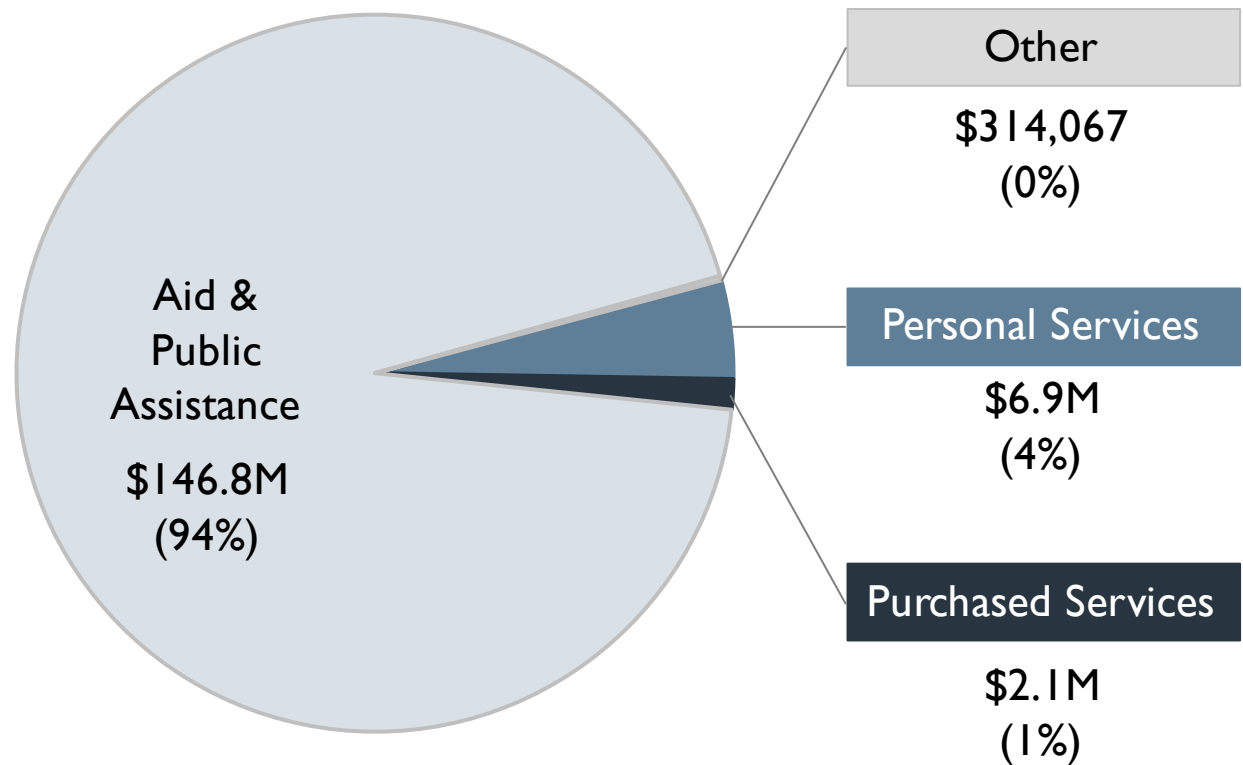 Aid &
Public
Assistance
$146.8M
(94%)
Other
$314,067
(0%)
Personal Services
$6.9M
(4%)
Purchased Services
$2.1M
(1%)